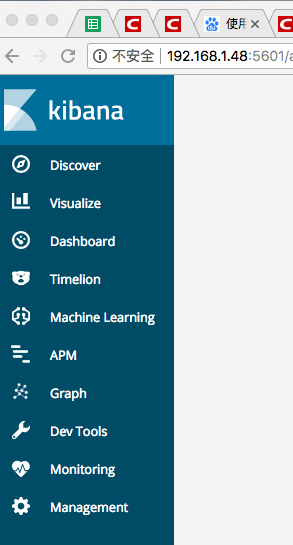 使用
不安全 192.168.1.48:5601/a
kibana
Discover
Visualize
Dashboard
Timelion
Machine Learning
APM
Graph
Dev Tools
Monitoring
Management